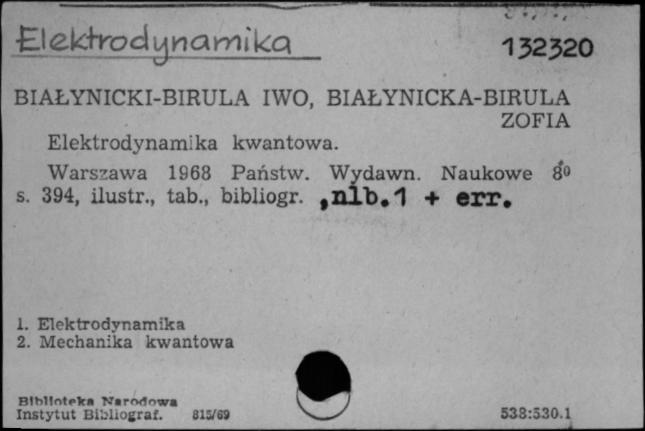 Elektrodynamika
132320
BIAŁYNICKI-BIRULA IWO, BIAŁYNICKA-BIRULA
ZOFIA
Elektrodynamika kwantowa.
Warszawa 1968 Państw. Wydawn. Naukowe 8º
s. 394, ilustr., tab., bibliogr. ,nlb.1 + err.
1. Elektrodynamika
2. Mechanika kwantowa
Biblioteka Narodowa
Instytut Bibliograf. 815/69
538:530.1